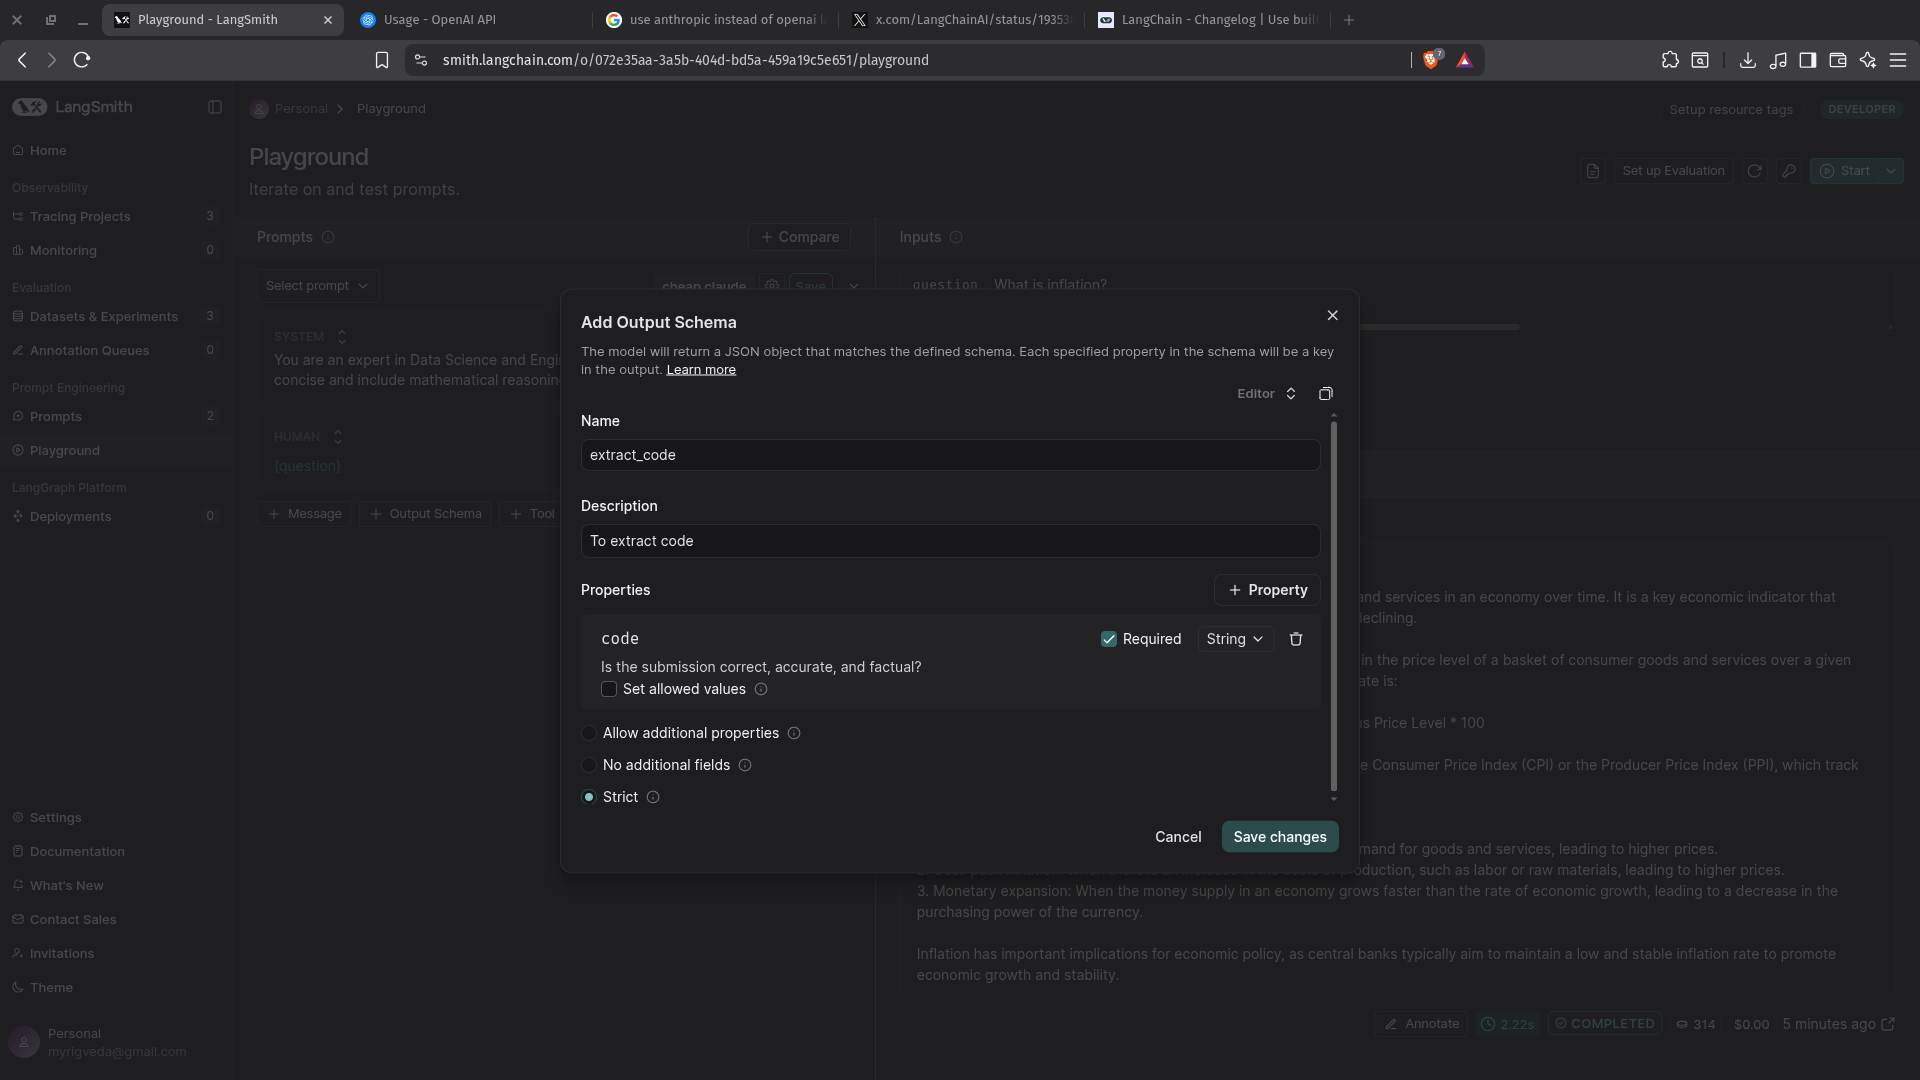 Playground - LangSmith
Usage - OpenAI API
use anthropic instead of openai
x.com/LangChainAI/status/19353
LangChain - Changelog | Use buil
smith.langchain.com/o/072e35aa-3a5b-404d-bd5a-459a19c5e651/playground
7
LangSmith
Home
Observability
Tracing Projects 3
Monitoring 0
Evaluation
Datasets & Experiments 3
Annotation Queues 0
Prompt Engineering
Prompts 2
Playground
LangGraph Platform
Deployments 0
Settings
Documentation
What's New
Contact Sales
Invitations
Theme
Personal
myrigveda@gmail.com
Personal > Playground
Setup resource tags
DEVELOPER
Playground
Iterate on and test prompts.
Set up Evaluation
Start
Prompts
+ Compare
Inputs
Select prompt
cheap claude
Save
question What is inflation?
SYSTEM
You are an expert in Data Science and Engi
concise and include mathematical reasonin
HUMAN
{question}
+ Message
+ Output Schema
+ Tool
Add Output Schema
The model will return a JSON object that matches the defined schema. Each specified property in the schema will be a key
in the output. Learn more
Editor
Name
extract_code
Description
To extract code
Properties
+ Property
code
Required
String
Is the submission correct, accurate, and factual?
Set allowed values
Allow additional properties
No additional fields
Strict
Cancel
Save changes
nd services in an economy over time. It is a key economic indicator that
eclining.
in the price level of a basket of consumer goods and services over a given
ate is:
s Price Level * 100
e Consumer Price Index (CPI) or the Producer Price Index (PPI), which track
mand for goods and services, leading to higher prices.
production, such as labor or raw materials, leading to higher prices.
3. Monetary expansion: When the money supply in an economy grows faster than the rate of economic growth, leading to a decrease in the
purchasing power of the currency.
Inflation has important implications for economic policy, as central banks typically aim to maintain a low and stable inflation rate to promote
economic growth and stability.
Annotate
2.22s
COMPLETED
314
$0.00
5 minutes ago